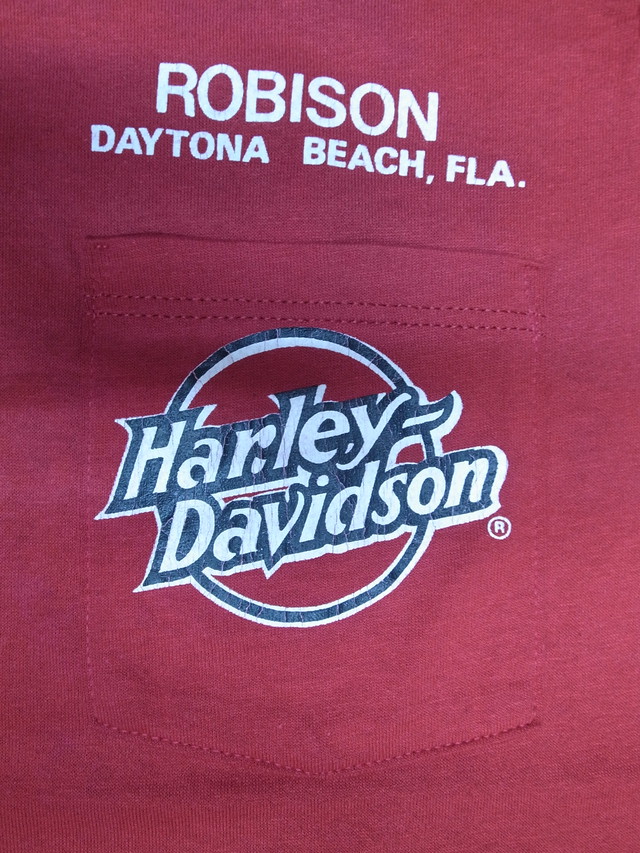 ROBISON
DAYTONA BEACH, FLA.
Harley-
Davidson
®